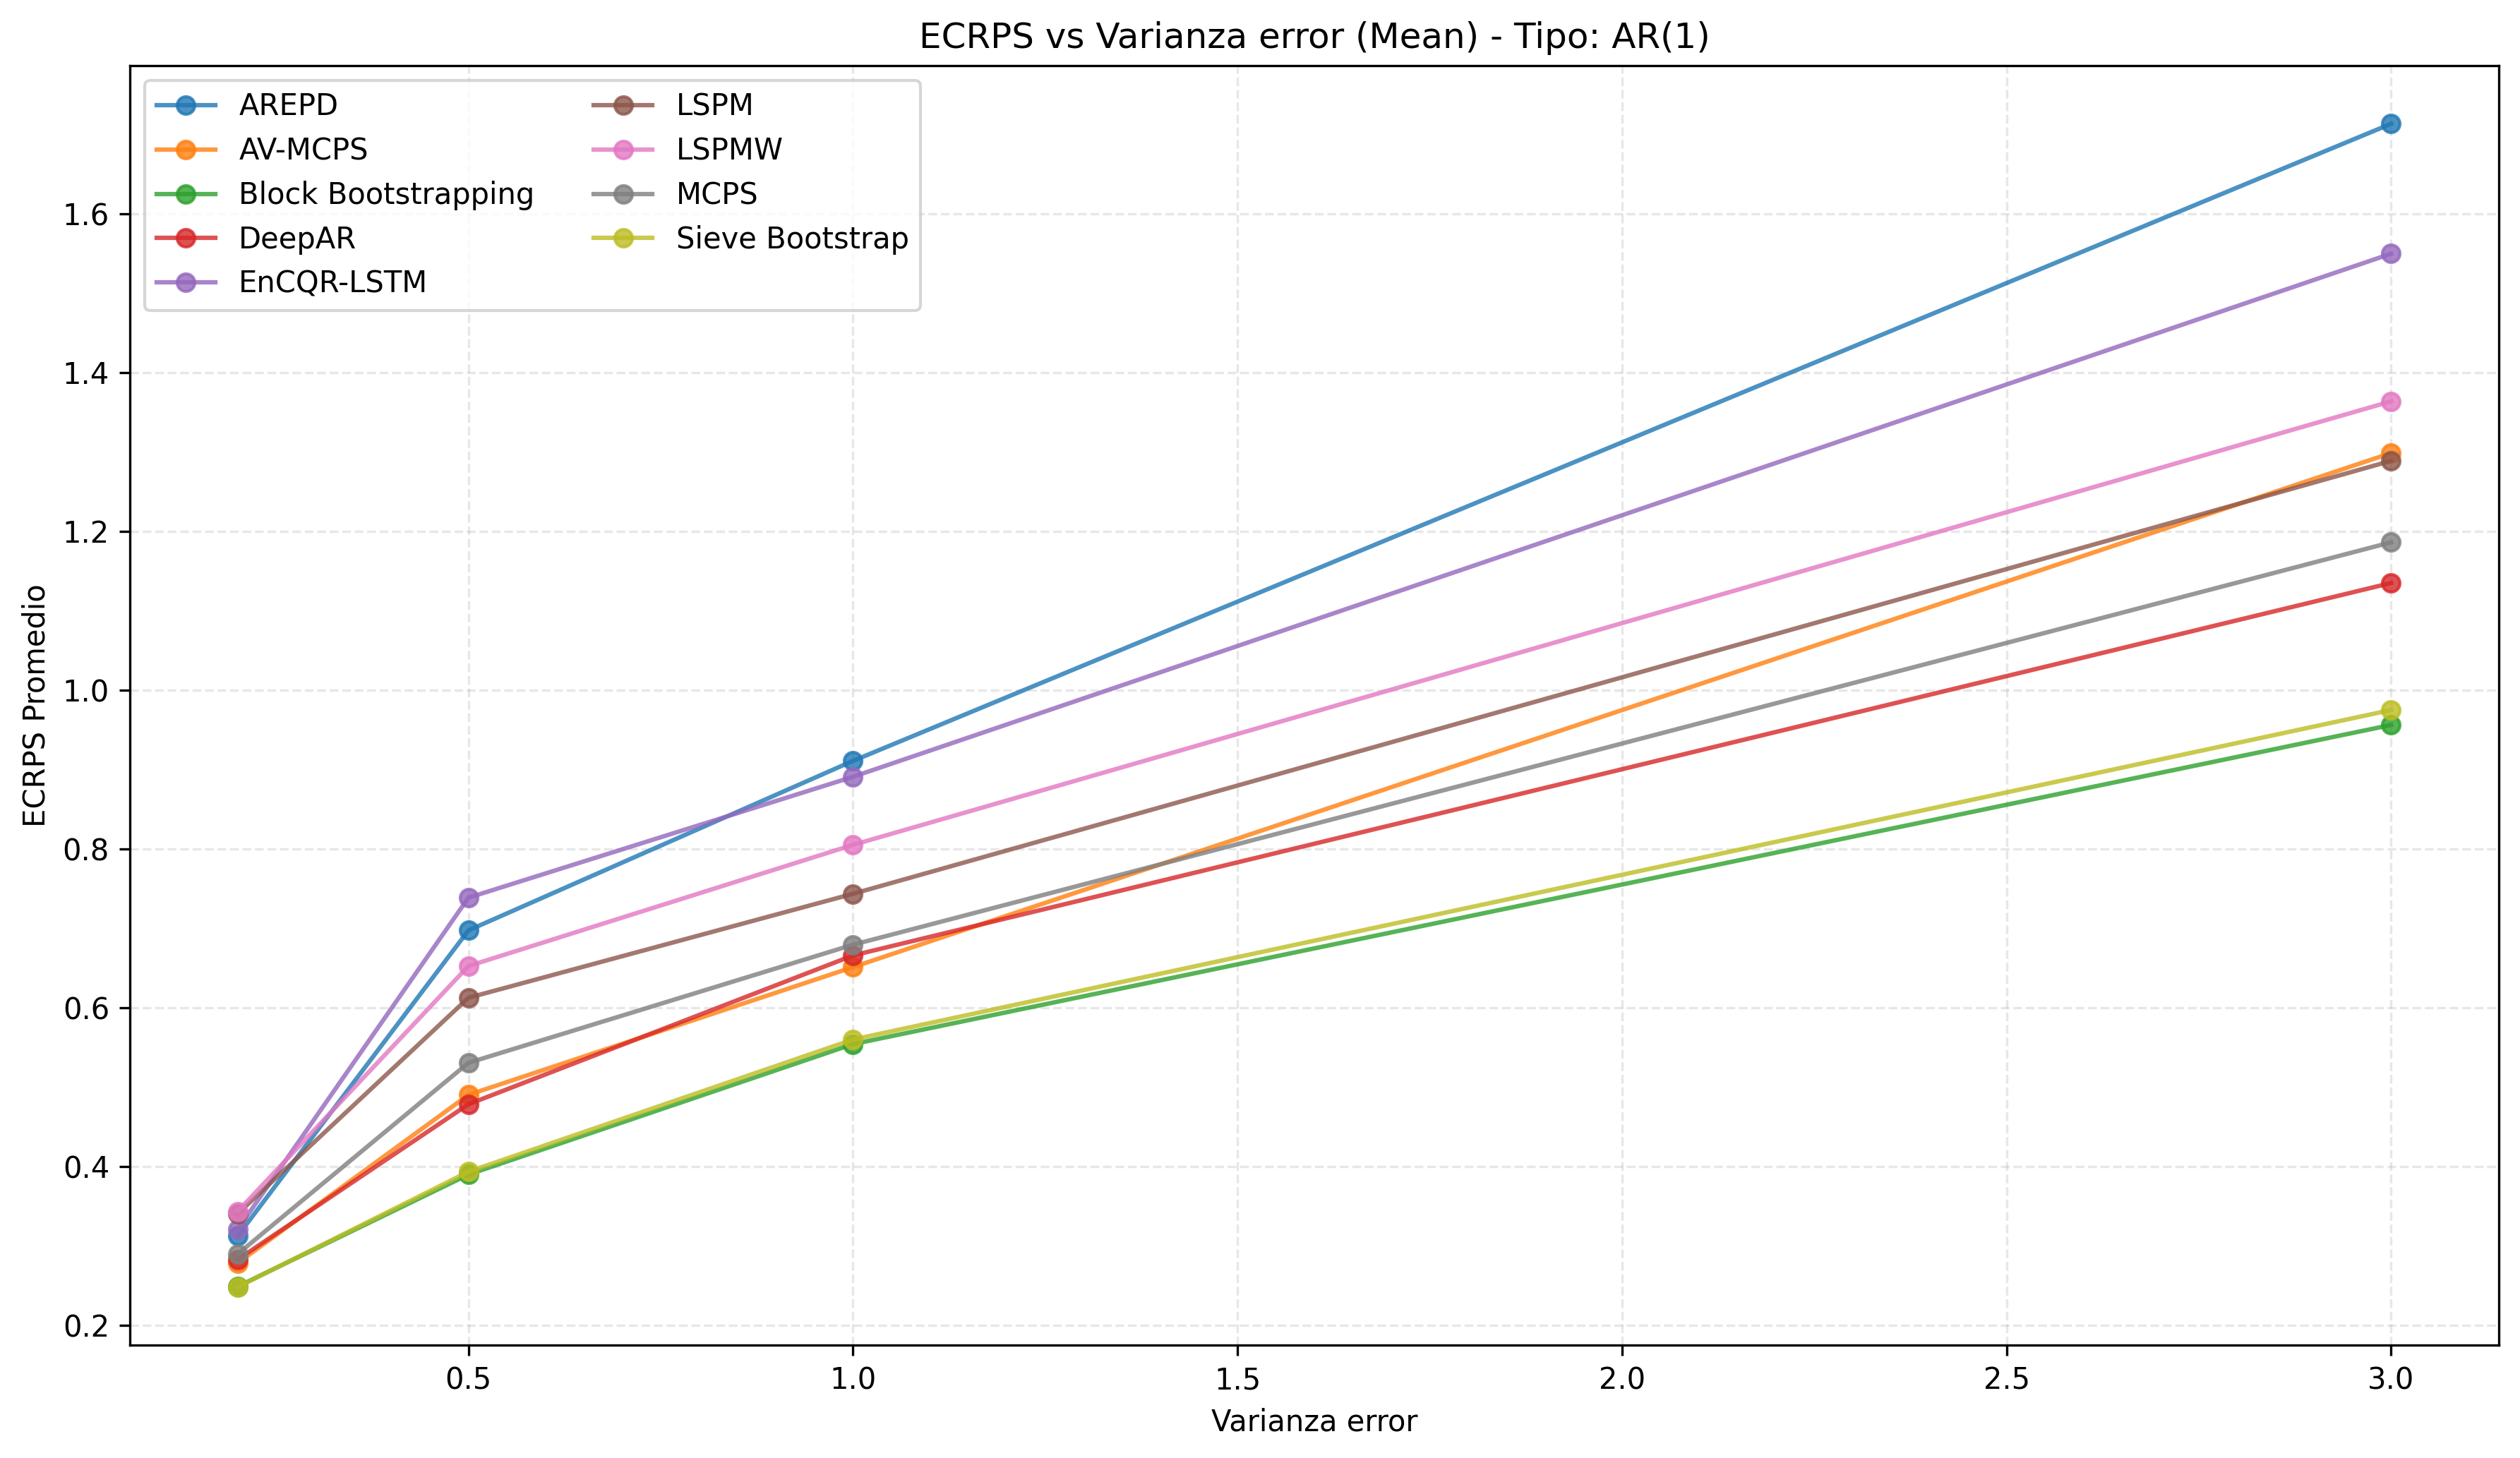 ECRPS vs Varianza error (Mean) - Tipo: AR(1)
AREPD
AV-MCPS
Block Bootstrapping
DeepAR
EnCQR-LSTM
LSPM
LSPMW
MCPS
Sieve Bootstrap
ECRPS Promedio
1.6
1.4
1.2
1.0
0.8
0.6
0.4
0.2
0.5 1.0 1.5 2.0 2.5 3.0
Varianza error